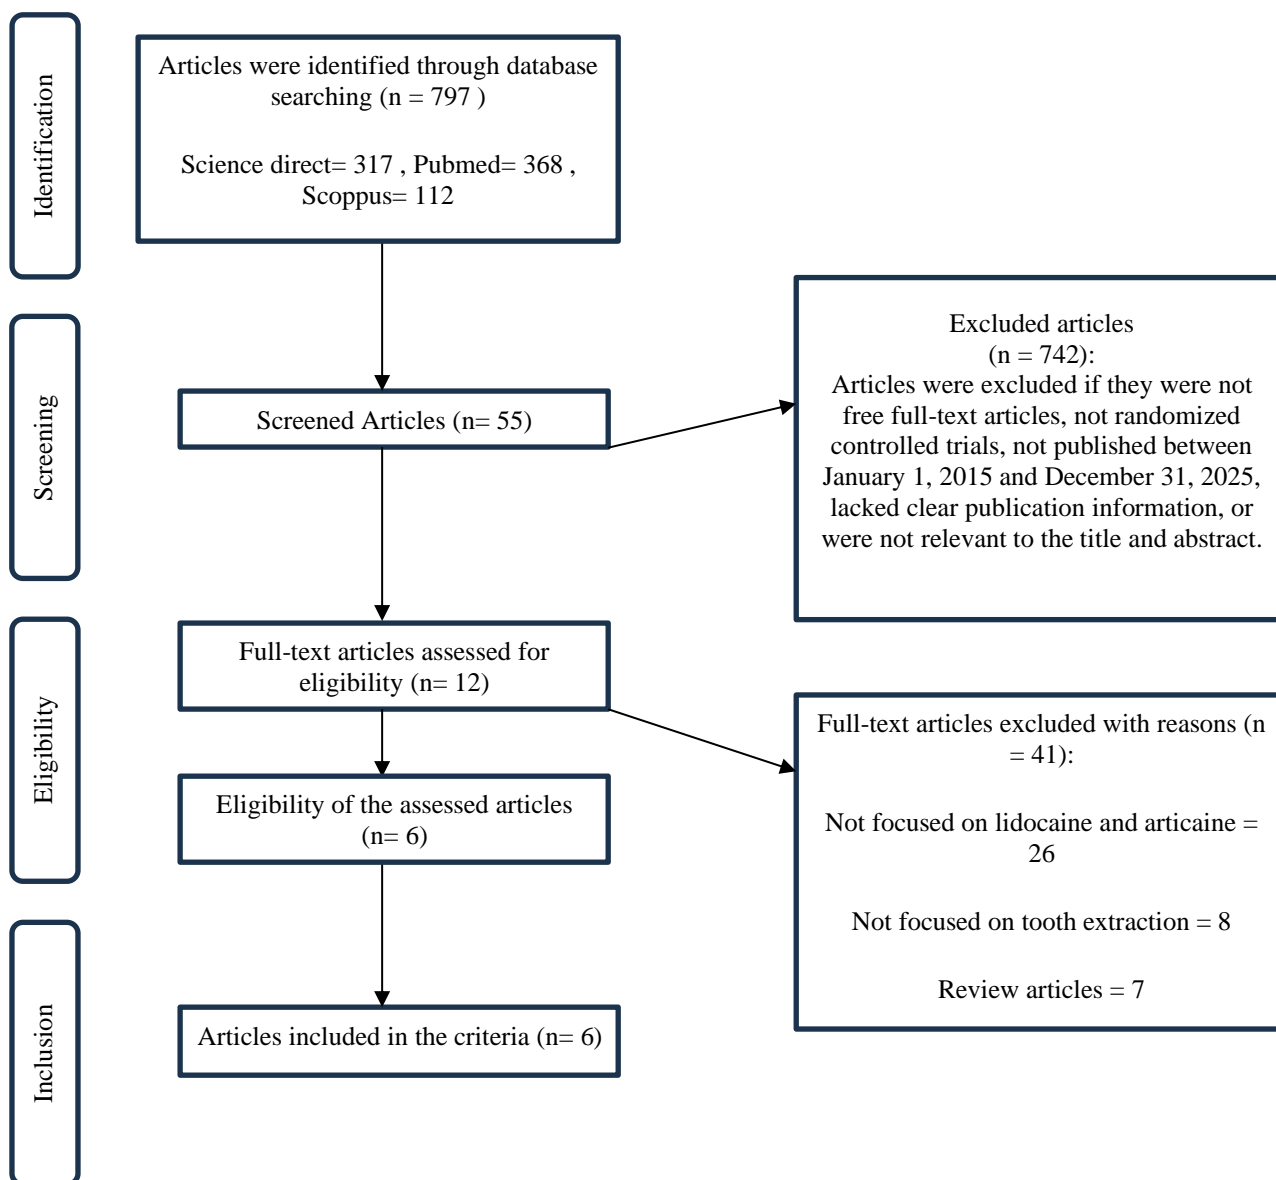 Identification
Articles were identified through database
searching (n = 797 )
Science direct= 317 , Pubmed= 368 ,
Scoppus= 112
Screening
Screened Articles (n= 55)
Excluded articles
(n = 742):
Articles were excluded if they were not
free full-text articles, not randomized
controlled trials, not published between
January 1, 2015 and December 31, 2025,
lacked clear publication information, or
were not relevant to the title and abstract.
Eligibility
Full-text articles assessed for
eligibility (n= 12)
Eligibility of the assessed articles
(n= 6)
Full-text articles excluded with reasons (n
= 41):
Not focused on lidocaine and articaine =
26
Not focused on tooth extraction = 8
Review articles = 7
Inclusion
Articles included in the criteria (n= 6)